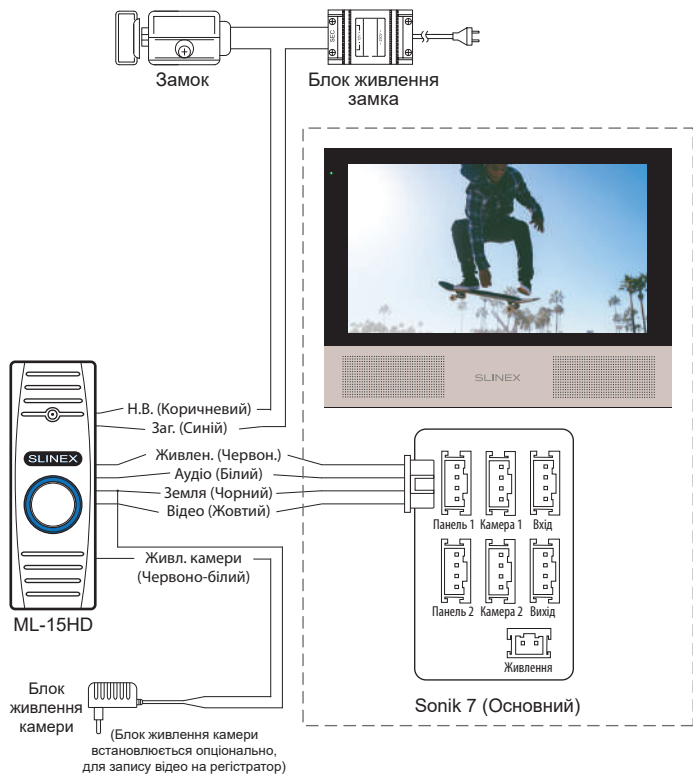 Замок
Блок живлення
замка
SEC
SLINEX
Н.В. (Коричневий)
Заг. (Синій)
SLINEX
Живлен. (Червон.)
Аудіо (Білий)
Земля (Чорний)
Відео (Жовтий)
Живл. камери
(Червоно-білий)
ML-15HD
Панель 1 Камера 1 Вхід
Панель 2 Камера 2 Вихід
Живлення
Sonik 7 (Основний)
Блок
живлення
камери
(Блок живлення камери
встановлюється опціонально,
для запису відео на регістратор)